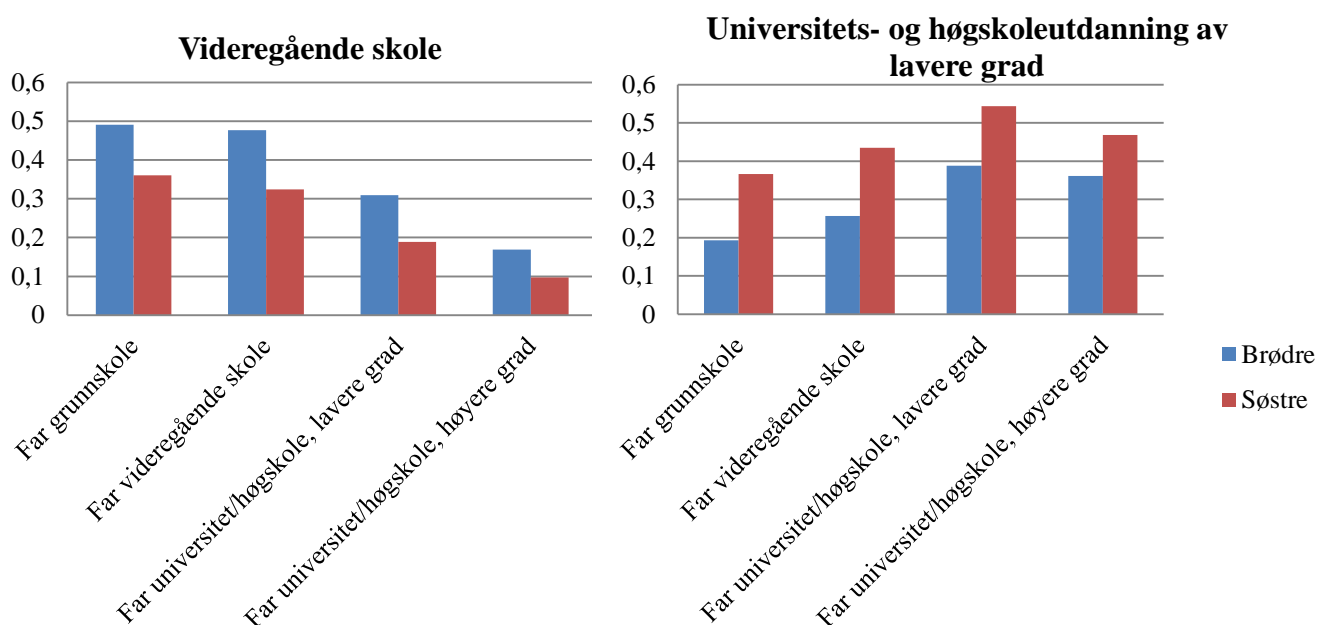 Videregående skole
0,6
0,5
0,4
0,3
0,2
0,1
0
Far grunnskole
Far videregående skole
Far universitet/høgskole, lavere grad
Far universitet/høgskole, høyere grad
Universitets- og høgskoleutdanning av
lavere grad
0,6
0,5
0,4
0,3
0,2
0,1
0
Far grunnskole
Far videregående skole
Far universitet/høgskole, lavere grad
Far universitet/høgskole, høyere grad
Brødre
Søstre